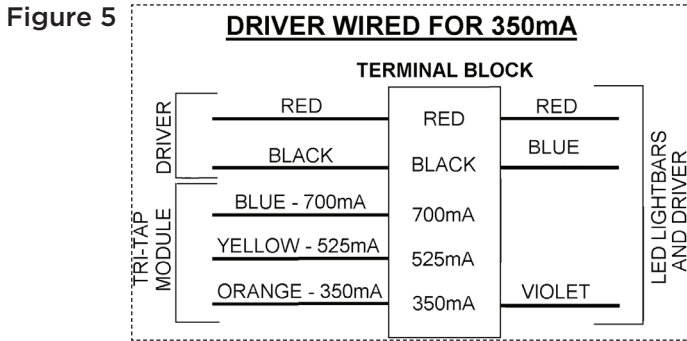 Figure 5
DRIVER WIRED FOR 350mA
TERMINAL BLOCK
DRIVER
RED
RED
RED
BLACK
BLACK
BLUE
TRI-TAP
MODULE
BLUE - 700mA
700mA
YELLOW - 525mA
525mA
ORANGE - 350mA
350mA
VIOLET
LED LIGHTBARS
AND DRIVER